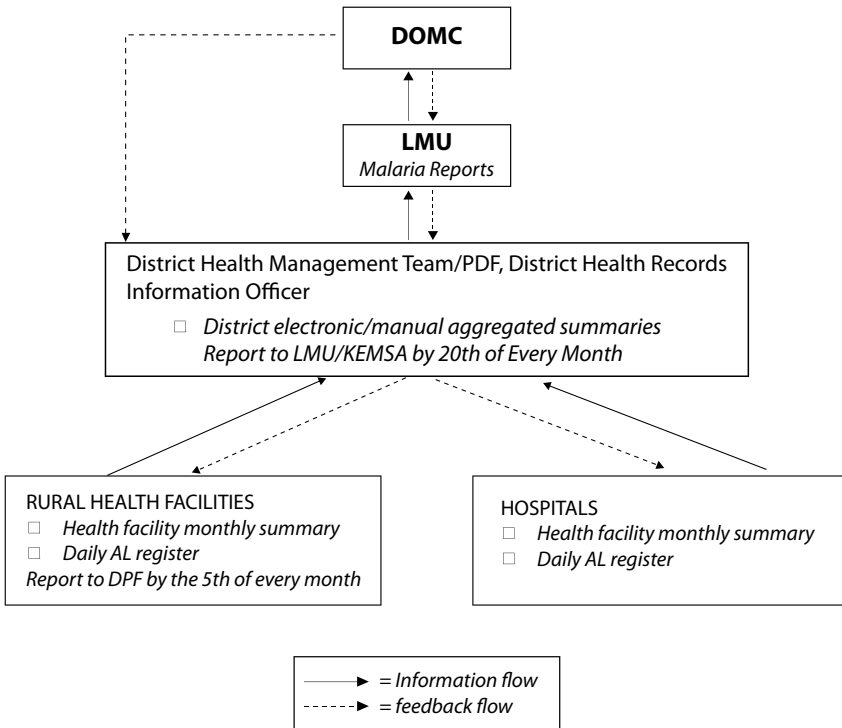 DOMC
LMU
Malaria Reports
District Health Management Team/PDF, District Health Records
Information Officer
□ District electronic/manual aggregated summaries
Report to LMU/KEMSA by 20th of Every Month
RURAL HEALTH FACILITIES
□ Health facility monthly summary
□ Daily AL register
Report to DPF by the 5th of every month
HOSPITALS
□ Health facility monthly summary
□ Daily AL register
= Information flow
= feedback flow